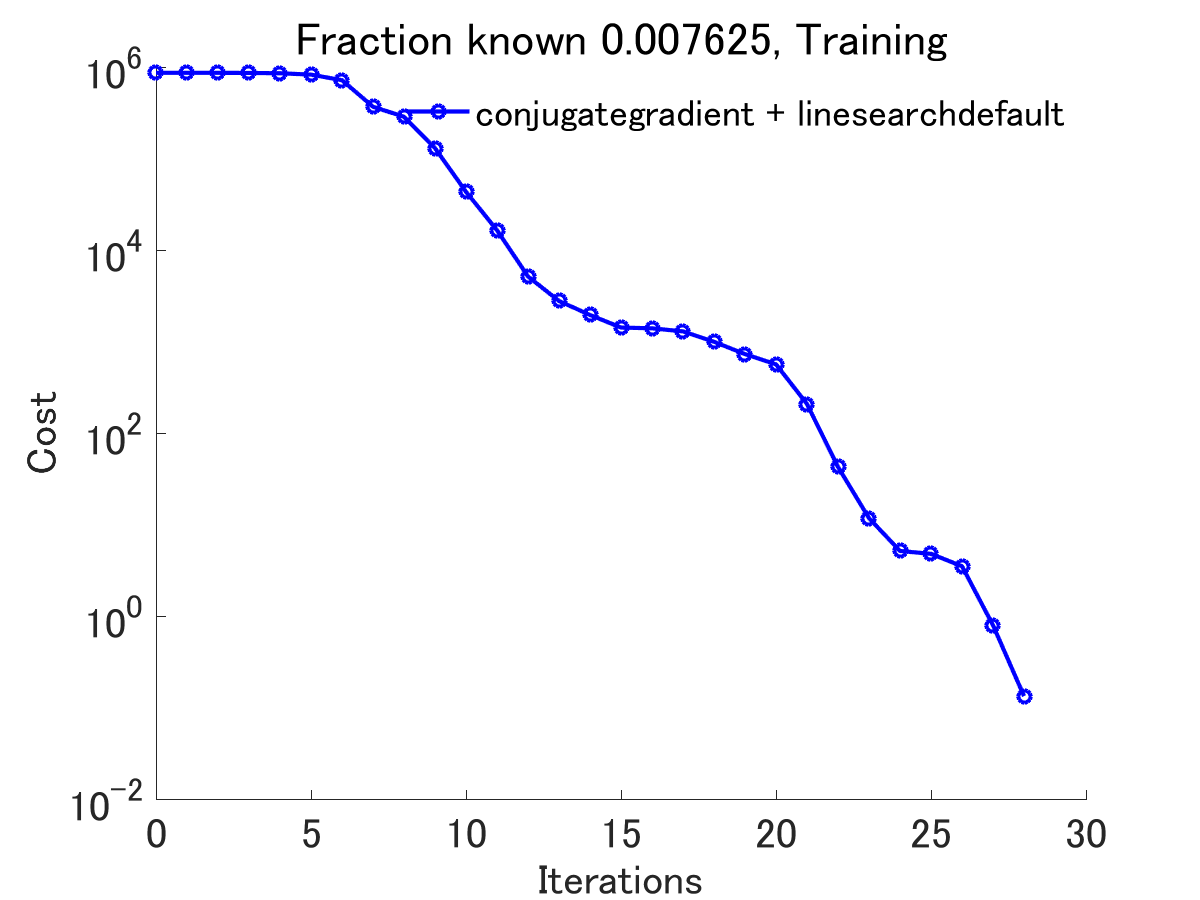 Fraction known 0.007625, Training
conjugategradient + linesearchdefault
Cost
10^6
10^4
10^2
10^0
10^-2
0 5 10 15 20 25 30
Iterations